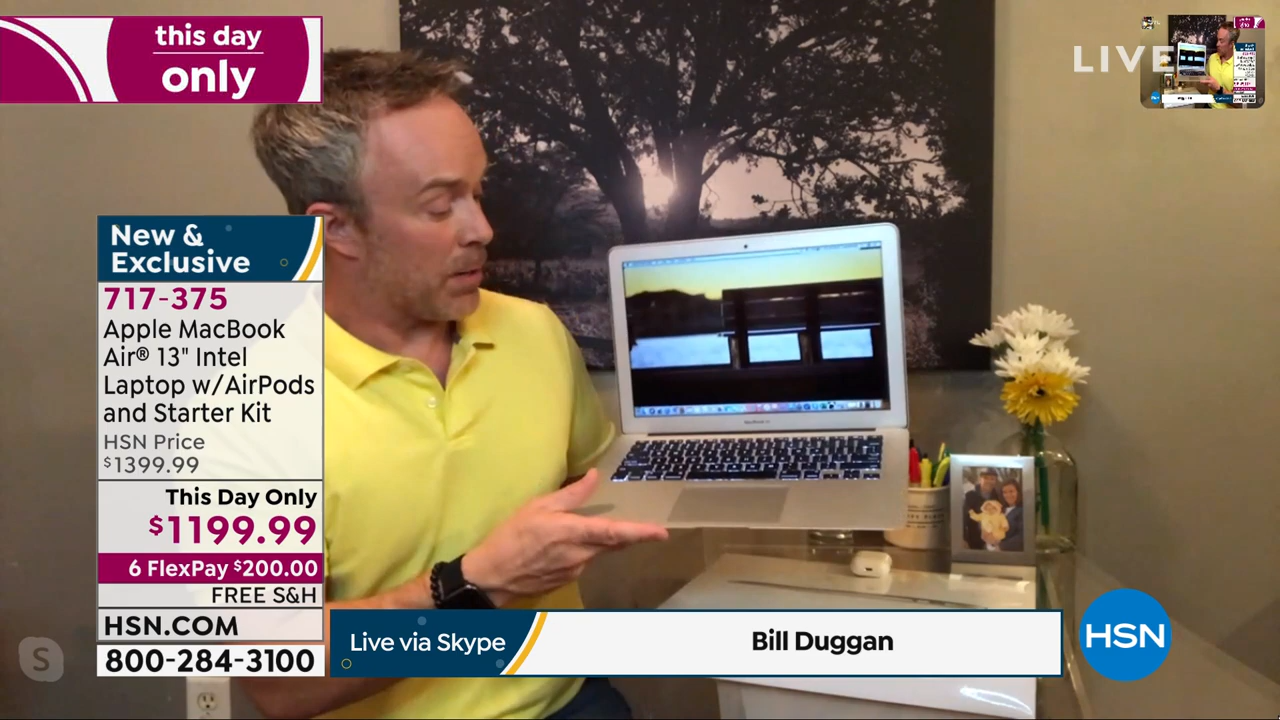 this day
only
LIVE
New &
Exclusive
717-375
Apple MacBook
Air® 13" Intel
Laptop w/AirPods
and Starter Kit
HSN Price
$1399.99
This Day Only
$1199.99
6 FlexPay $200.00
FREE S&H
HSN.COM
800-284-3100
S
Live via Skype
Bill Duggan
HSN